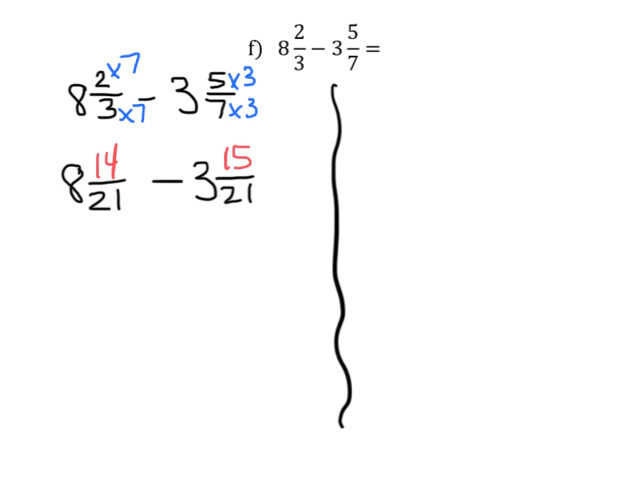 f) 8 2/3 − 3 5/7 =
8 2/3 ×7 ×7 − 3 5/7 ×3 ×3
8 14/21 − 3 15/21